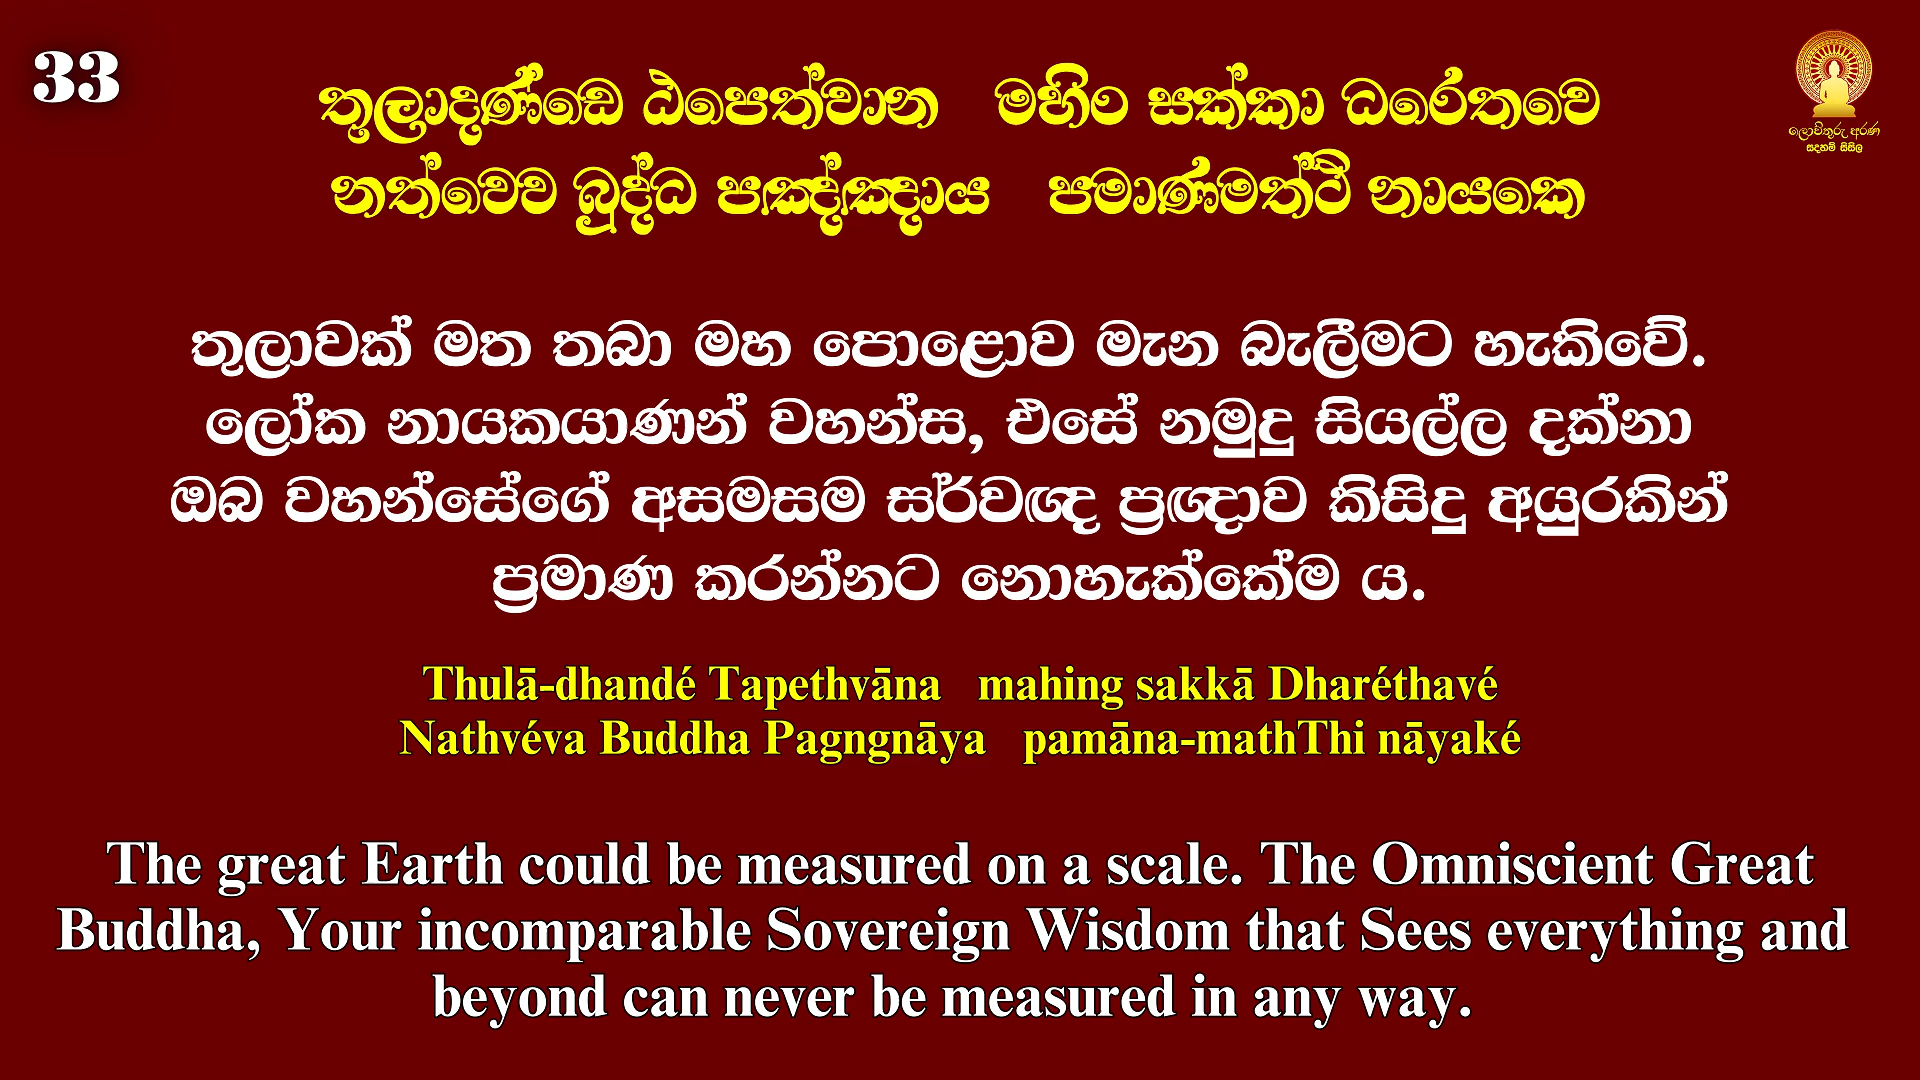 33
තුලාදණ්ඩෙ ඨපෙත්වාන මහිං සක්කා ධරෙතවෙ
නත්වෙව බුද්ධ පඤ්ඤාය පමාණමත්ථි නායකෙ
ලොවිතුරු අරණ
සදහම් සිසිල
තුලාවක් මත තබා මහ පොළොව මැන බැලීමට හැකිවේ.
ලෝක නායකයාණන් වහන්ස, එසේ නමුදු සියල්ල දක්නා
ඔබ වහන්සේගේ අසමසම සර්වඥ ප්‍රඥාව කිසිදු අයුරකින්
ප්‍රමාණ කරන්නට නොහැක්කේම ය.
Thulā-dhandé Tapethvāna mahing sakkā Dharéthavé
Nathvéva Buddha Pagngnāya pamāna-mathThi nāyaké
The great Earth could be measured on a scale. The Omniscient Great
Buddha, Your incomparable Sovereign Wisdom that Sees everything and
beyond can never be measured in any way.